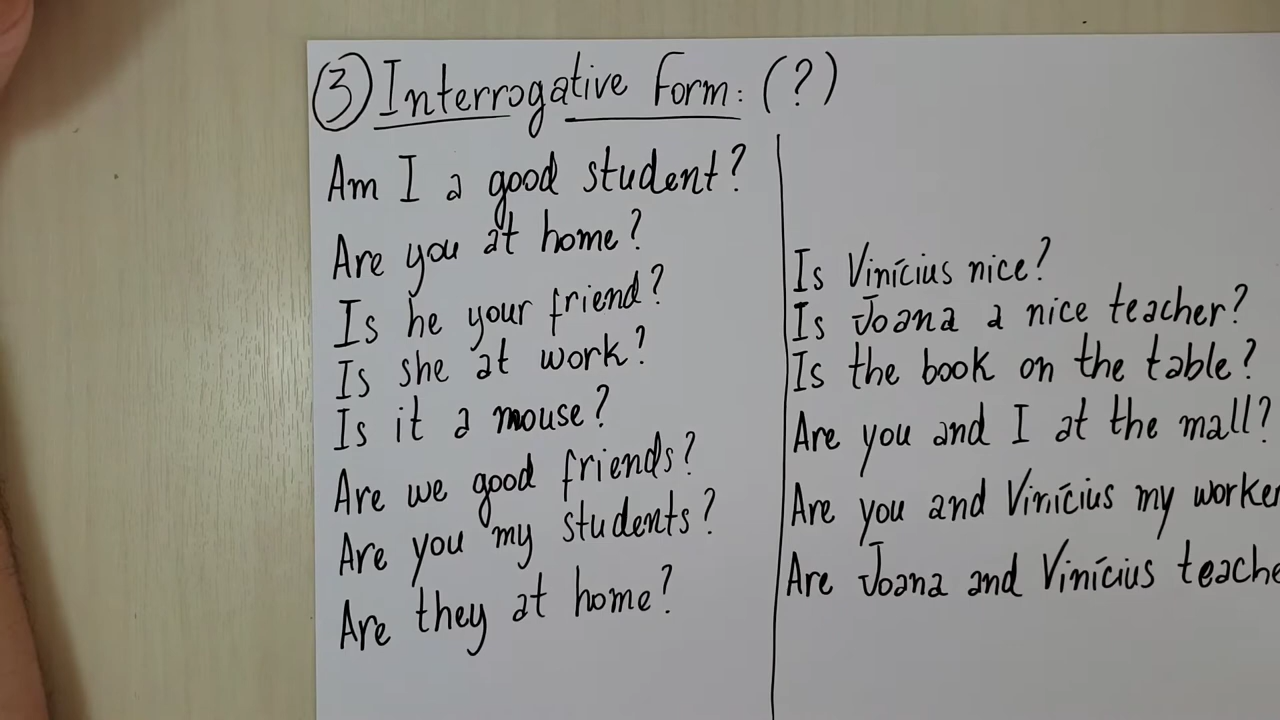 ③ Interrogative Form: (?)
Am I a good student?
Are you at home?
Is he your friend?
Is she at work?
Is it a mouse?
Are we good friends?
Are you my students?
Are they at home?
Is Vinícius nice?
Is Joana a nice teacher?
Is the book on the table?
Are you and I at the mall?
Are you and Vinícius my
Are Joana and Vinícius